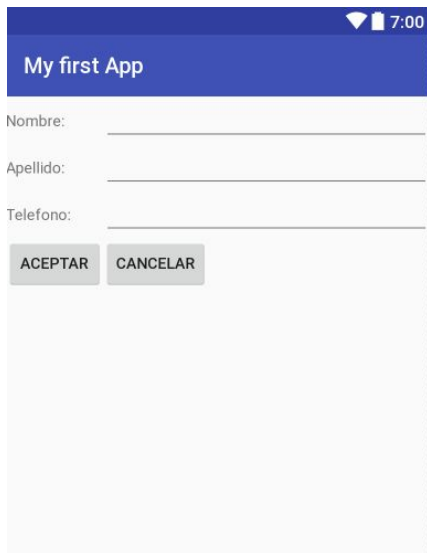 7:00
My first App
Nombre:
Apellido:
Telefono:
ACEPTAR CANCELAR